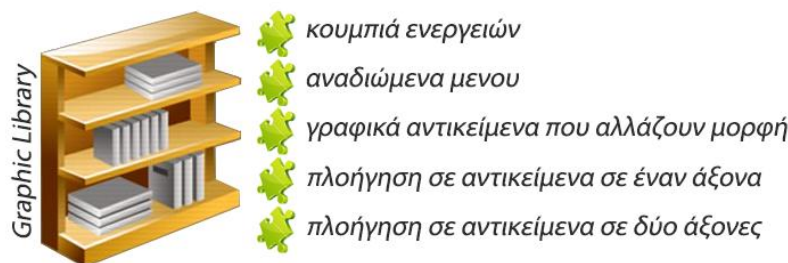 Graphic Library
κουμπιά ενεργειών
αναδιώμενα μενου
γραφικά αντικείμενα που αλλάζουν μορφή
πλοήγηση σε αντικείμενα σε έναν άξονα
πλοήγηση σε αντικείμενα σε δύο άξονες